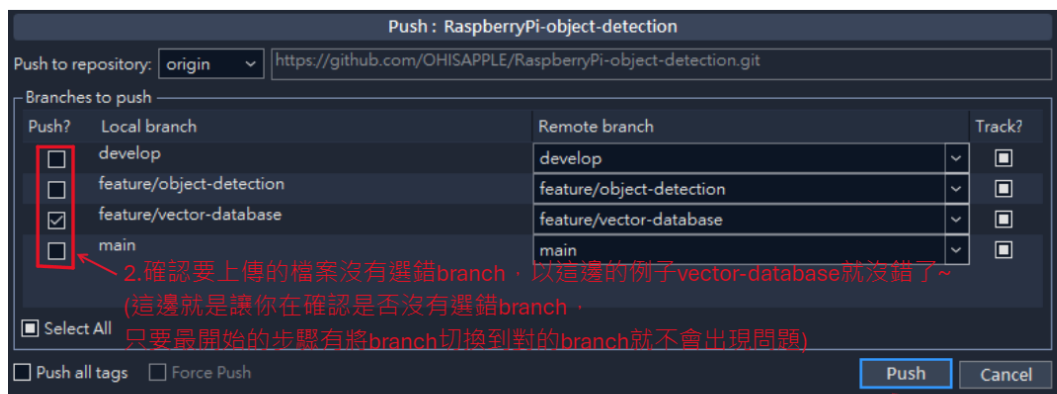 Push : RaspberryPi-object-detection
Push to repository: origin https://github.com/OHISAPPLE/RaspberryPi-object-detection.git
Branches to push
Push? Local branch Remote branch Track?
develop develop
feature/object-detection feature/object-detection
feature/vector-database feature/vector-database
main main
2.確認要上傳的檔案沒有選錯branch，以這邊的例子vector-database就沒錯了~
(這邊就是讓你在確認是否沒有選錯branch，
Select All
只要最開始的步驟有將branch切換到對的branch就不會出現問題)
Push all tags Force Push Push Cancel